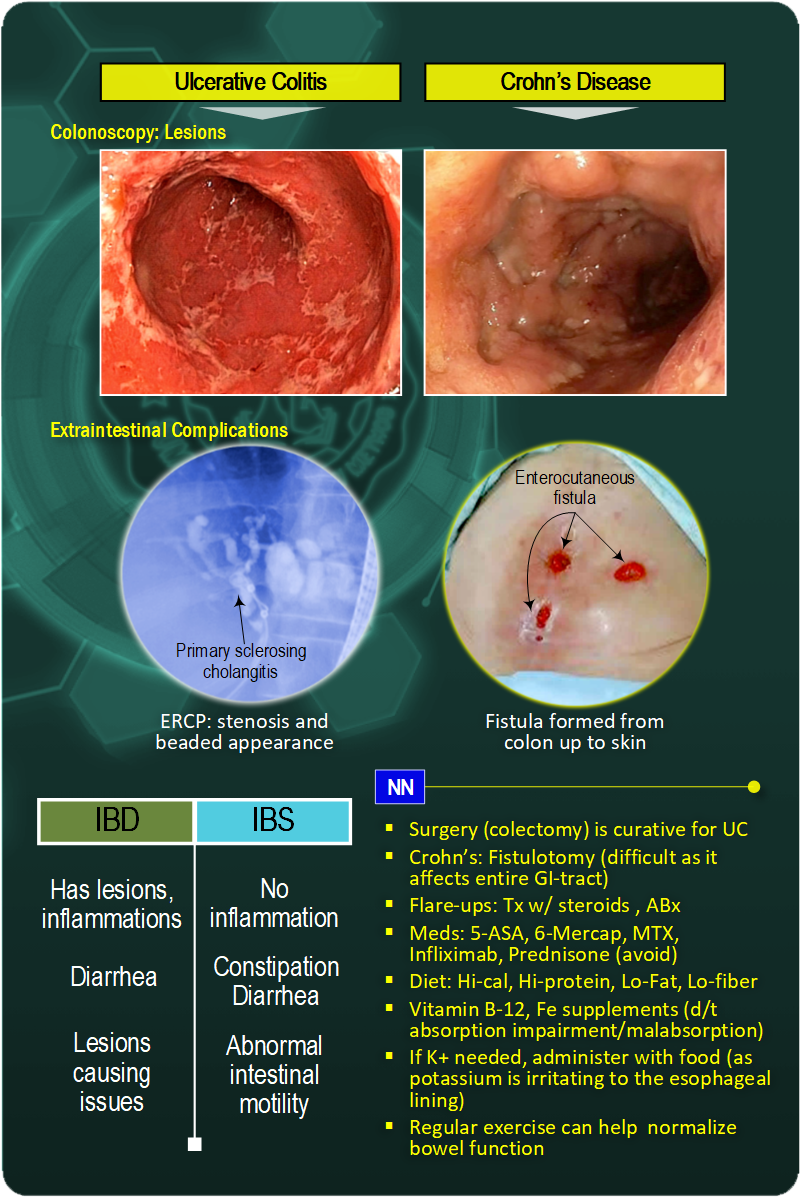 Ulcerative Colitis
Crohn's Disease
Colonoscopy: Lesions
Extraintestinal Complications
Primary sclerosing
cholangitis
Enterocutaneous
fistula
ERCP: stenosis and
beaded appearance
Fistula formed from
colon up to skin
IBD
IBS
Has lesions,
inflammations
No
inflammation
Diarrhea
Constipation
Diarrhea
Lesions
causing
issues
Abnormal
intestinal
motility
NN
▪ Surgery (colectomy) is curative for UC
▪ Crohn's: Fistulotomy (difficult as it
affects entire GI-tract)
▪ Flare-ups: Tx w/ steroids , ABx
▪ Meds: 5-ASA, 6-Mercap, MTX,
Infliximab, Prednisone (avoid)
▪ Diet: Hi-cal, Hi-protein, Lo-Fat, Lo-fiber
▪ Vitamin B-12, Fe supplements (d/t
absorption impairment/malabsorption)
▪ If K+ needed, administer with food (as
potassium is irritating to the esophageal
lining)
▪ Regular exercise can help normalize
bowel function